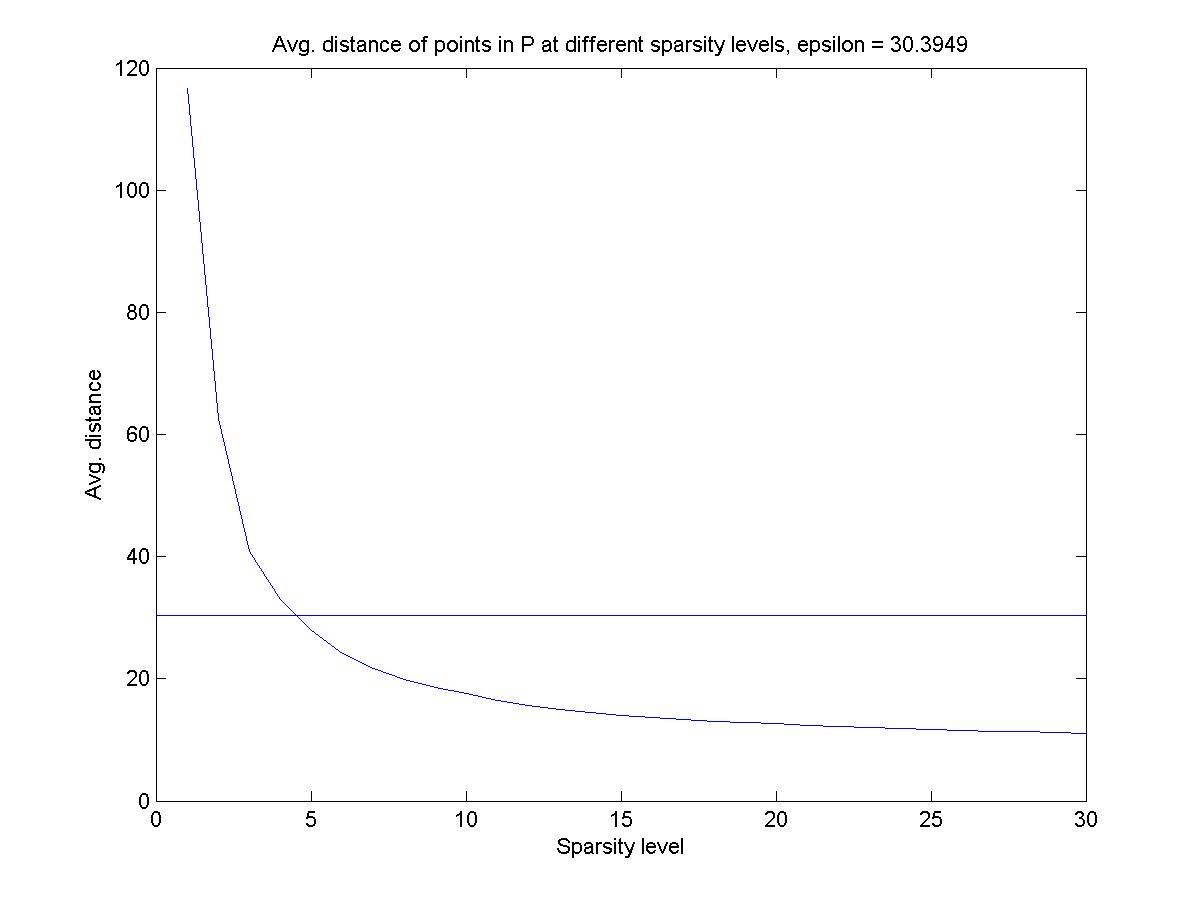 Avg. distance of points in P at different sparsity levels, epsilon = 30.3949
120
100
80
60
40
20
0
Avg. distance
0 5 10 15 20 25 30
Sparsity level